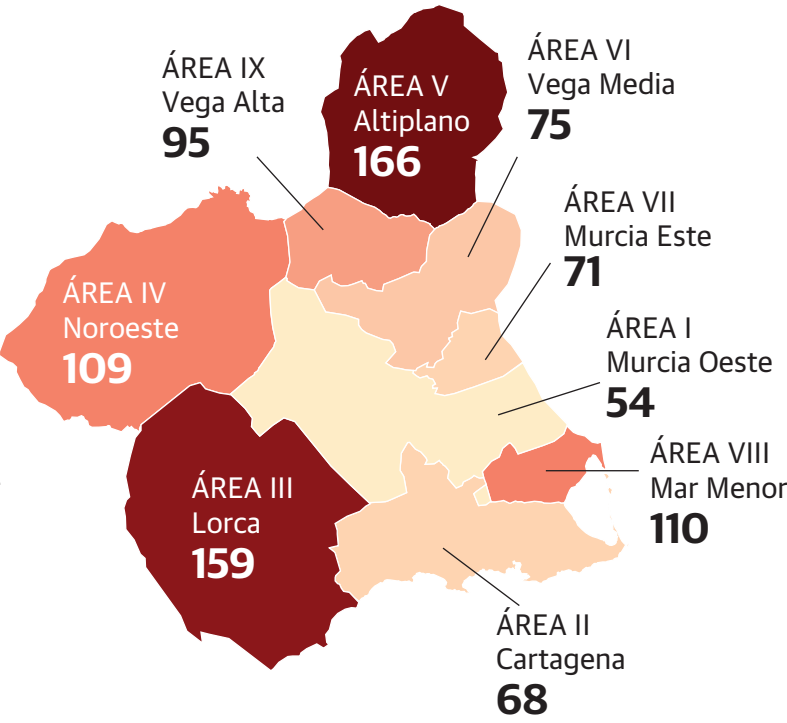 ÁREA IX
Vega Alta
95
ÁREA V
Altiplano
166
ÁREA VI
Vega Media
75
ÁREA VII
Murcia Este
71
ÁREA IV
Noroeste
109
ÁREA I
Murcia Oeste
54
ÁREA VIII
Mar Menor
110
ÁREA III
Lorca
159
ÁREA II
Cartagena
68